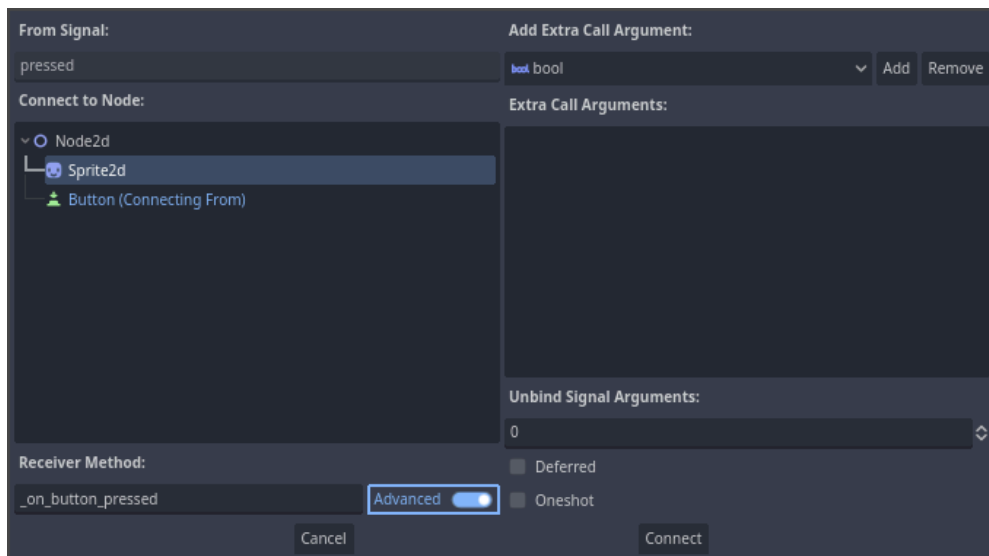 From Signal:
pressed
Connect to Node:
Node2d
Sprite2d
Button (Connecting From)
Receiver Method:
_on_button_pressed
Advanced
Add Extra Call Argument:
bool bool
Add
Remove
Extra Call Arguments:
Unbind Signal Arguments:
0
Deferred
Oneshot
Cancel
Connect